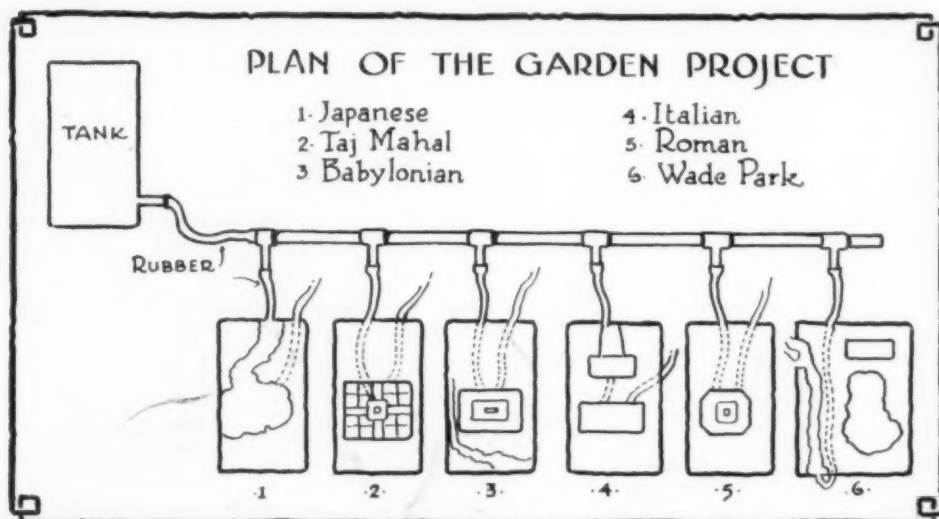 PLAN OF THE GARDEN PROJECT
TANK
1. Japanese
2. Taj Mahal
3 Babylonian
4. Italian
5. Roman
6. Wade Park
RUBBER
.1 .2. .3. .4. .5. .6.